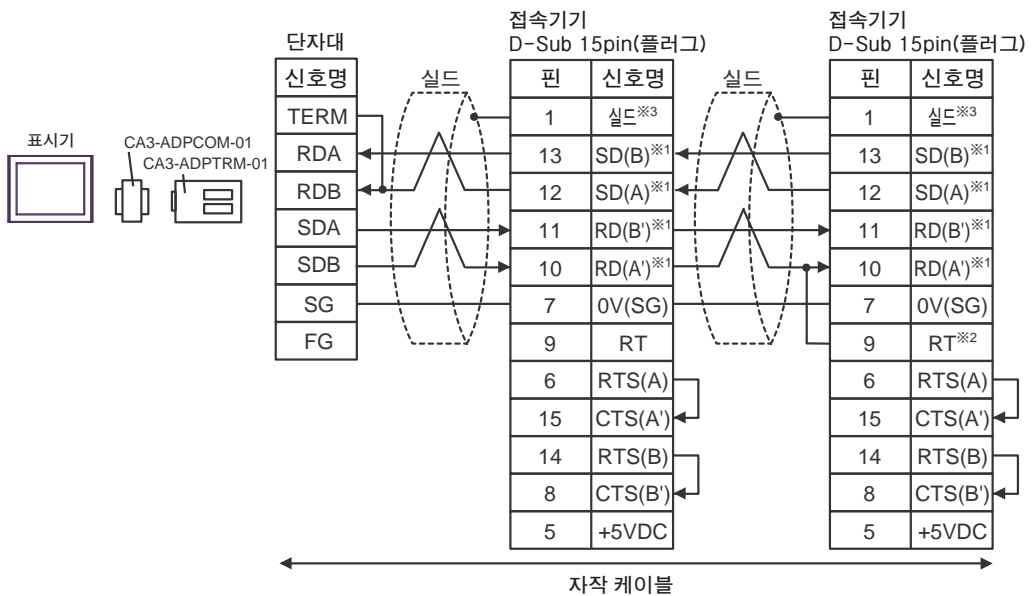 표시기
CA3-ADPCOM-01
CA3-ADPTRM-01
단자대
신호명
TERM
RDA
RDB
SDA
SDB
SG
FG
실드
접속기기
D-Sub 15pin(플러그)
핀 신호명
1 실드※3
13 SD(B)※1
12 SD(A)※1
11 RD(B')※1
10 RD(A')※1
7 0V(SG)
9 RT
6 RTS(A)
15 CTS(A')
14 RTS(B)
8 CTS(B')
5 +5VDC
실드
접속기기
D-Sub 15pin(플러그)
핀 신호명
1 실드※3
13 SD(B)※1
12 SD(A)※1
11 RD(B')※1
10 RD(A')※1
7 0V(SG)
9 RT※2
6 RTS(A)
15 CTS(A')
14 RTS(B)
8 CTS(B')
5 +5VDC
자작 케이블